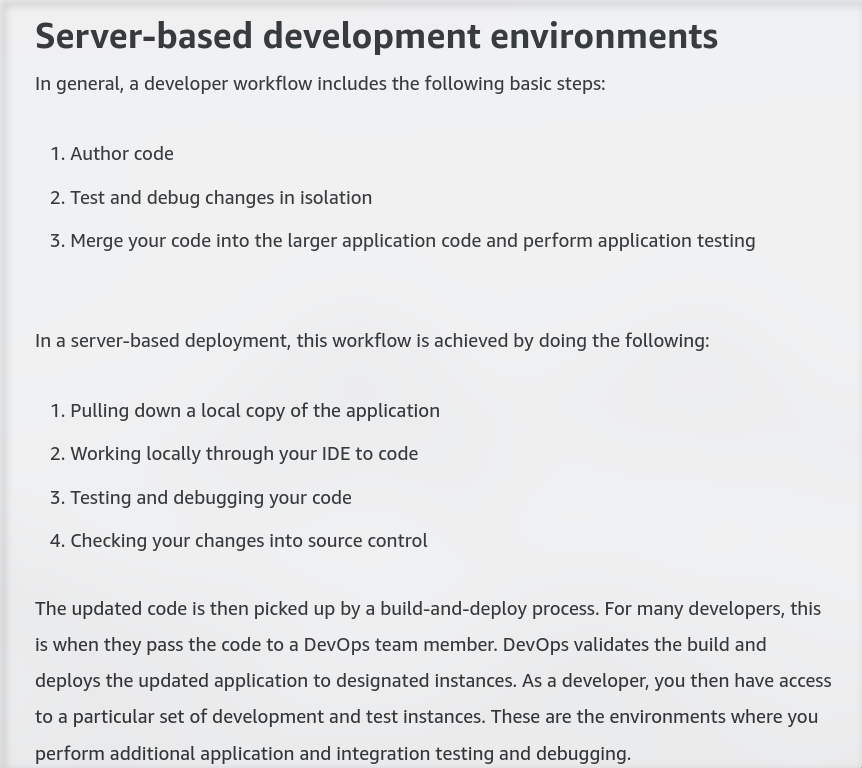 Server-based development environments
In general, a developer workflow includes the following basic steps:
1. Author code
2. Test and debug changes in isolation
3. Merge your code into the larger application code and perform application testing
In a server-based deployment, this workflow is achieved by doing the following:
1. Pulling down a local copy of the application
2. Working locally through your IDE to code
3. Testing and debugging your code
4. Checking your changes into source control
The updated code is then picked up by a build-and-deploy process. For many developers, this
is when they pass the code to a DevOps team member. DevOps validates the build and
deploys the updated application to designated instances. As a developer, you then have access
to a particular set of development and test instances. These are the environments where you
perform additional application and integration testing and debugging.